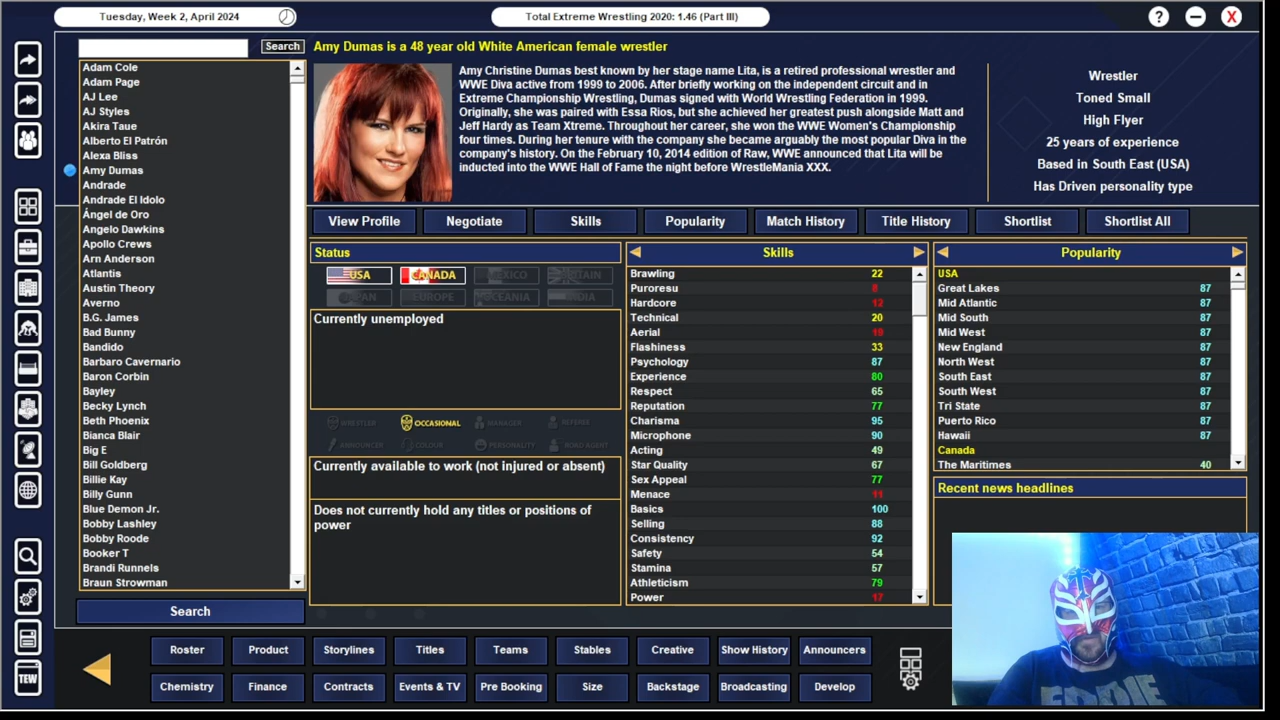 Tuesday, Week 2, April 2024
Total Extreme Wrestling 2020: 1.46 (Part III)
?
X
Search
Amy Dumas is a 48 year old White American female wrestler
Adam Cole
Adam Page
AJ Lee
AJ Styles
Akira Taue
Alberto El Patrón
Alexa Bliss
Amy Dumas
Andrade
Andrade El Idolo
Ángel de Oro
Angelo Dawkins
Apollo Crews
Arn Anderson
Atlantis
Austin Theory
Averno
B.G. James
Bad Bunny
Bandido
Barbaro Cavernario
Baron Corbin
Bayley
Becky Lynch
Beth Phoenix
Bianca Blair
Big E
Bill Goldberg
Billie Kay
Billy Gunn
Blue Demon Jr.
Bobby Lashley
Bobby Roode
Booker T
Brandi Runnels
Braun Strowman
Search
Amy Christine Dumas best known by her stage name Lita, is a retired professional wrestler and
WWE Diva active from 1999 to 2006. After briefly working on the independent circuit and in
Extreme Championship Wrestling, Dumas signed with World Wrestling Federation in 1999.
Originally, she was paired with Essa Rios, but she achieved her greatest push alongside Matt and
Jeff Hardy as Team Xtreme. Throughout her career, she won the WWE Women's Championship
four times. During her tenure with the company she became arguably the most popular Diva in the
company's history. On the February 10, 2014 edition of Raw, WWE announced that Lita will be
inducted into the WWE Hall of Fame the night before WrestleMania XXX.
Wrestler
Toned Small
High Flyer
25 years of experience
Based in South East (USA)
Has Driven personality type
View Profile
Negotiate
Skills
Popularity
Match History
Title History
Shortlist
Shortlist All
Status
USA
CANADA
MEXICO
BRITAIN
JAPAN
EUROPE
OCEANIA
INDIA
Currently unemployed
WRESTLER
OCCASIONAL
MANAGER
REFEREE
ANNOUNCER
COLOUR
PERSONALITY
ROAD AGENT
Currently available to work (not injured or absent)
Does not currently hold any titles or positions of
power
Skills
Brawling 22
Puroresu 8
Hardcore 12
Technical 20
Aerial
Flashiness 33
Psychology 87
Experience 80
Respect 65
Reputation 77
Charisma 95
Microphone 90
Acting 49
Star Quality 67
Sex Appeal 77
Menace 11
Basics 100
Selling 88
Consistency 92
Safety 54
Stamina 57
Athleticism 79
Power 17
Popularity
USA
Great Lakes 87
Mid Atlantic 87
Mid South 87
Mid West 87
New England 87
North West 87
South East 87
South West 87
Tri State 87
Puerto Rico 87
Hawaii 87
Canada
The Maritimes 40
Recent news headlines
EDDIE
Roster
Product
Storylines
Titles
Teams
Stables
Creative
Show History
Announcers
Chemistry
Finance
Contracts
Events & TV
Pre Booking
Size
Backstage
Broadcasting
Develop
TEW